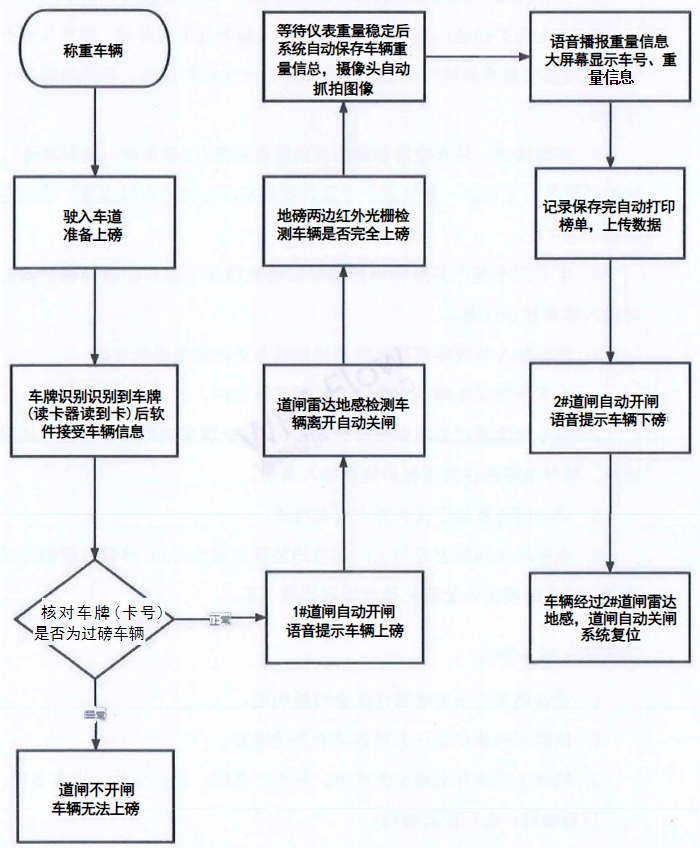 称重车辆
驶入车道
准备上磅
车牌识别识别到车牌
(读卡器读到卡)后软
件接受车辆信息
核对车牌(卡号)
是否为过磅车辆
道闸不开闸
车辆无法上磅
正常
1#道闸自动开闸
语音提示车辆上磅
道闸雷达地感检测车
辆离开自动关闸
地磅两边红外光栅检
测车辆是否完全上磅
等待仪表重量稳定后
系统自动保存车辆重
量信总，摄像头自动
抓拍图像
语音播报重量信息
大屏幕显示车号、重
量信息
记录保存完自动打印
榜单，上传数据
2#道闸自动开闸
语音提示车辆下磅
车辆经过2#道闸雷达
地感，道闸自动关闸
系统复位